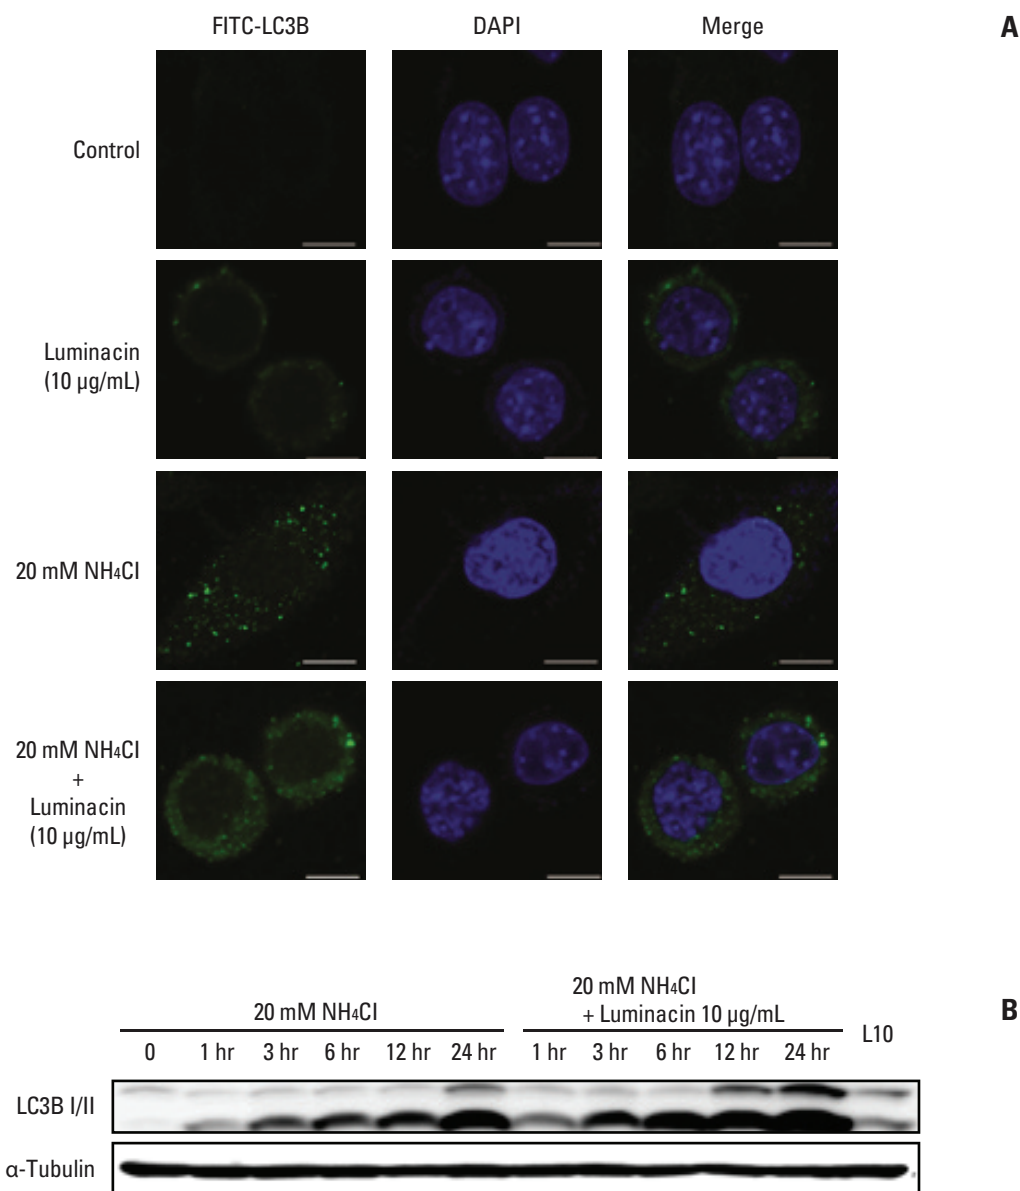 FITC-LC3B DAPI Merge A
Control
Luminacin
(10 µg/mL)
20 mM NH₄Cl
20 mM NH₄Cl
+
Luminacin
(10 µg/mL)
B
20 mM NH₄Cl
20 mM NH₄Cl
+ Luminacin 10 µg/mL
L10
0 1 hr 3 hr 6 hr 12 hr 24 hr 1 hr 3 hr 6 hr 12 hr 24 hr
LC3B I/II
α-Tubulin